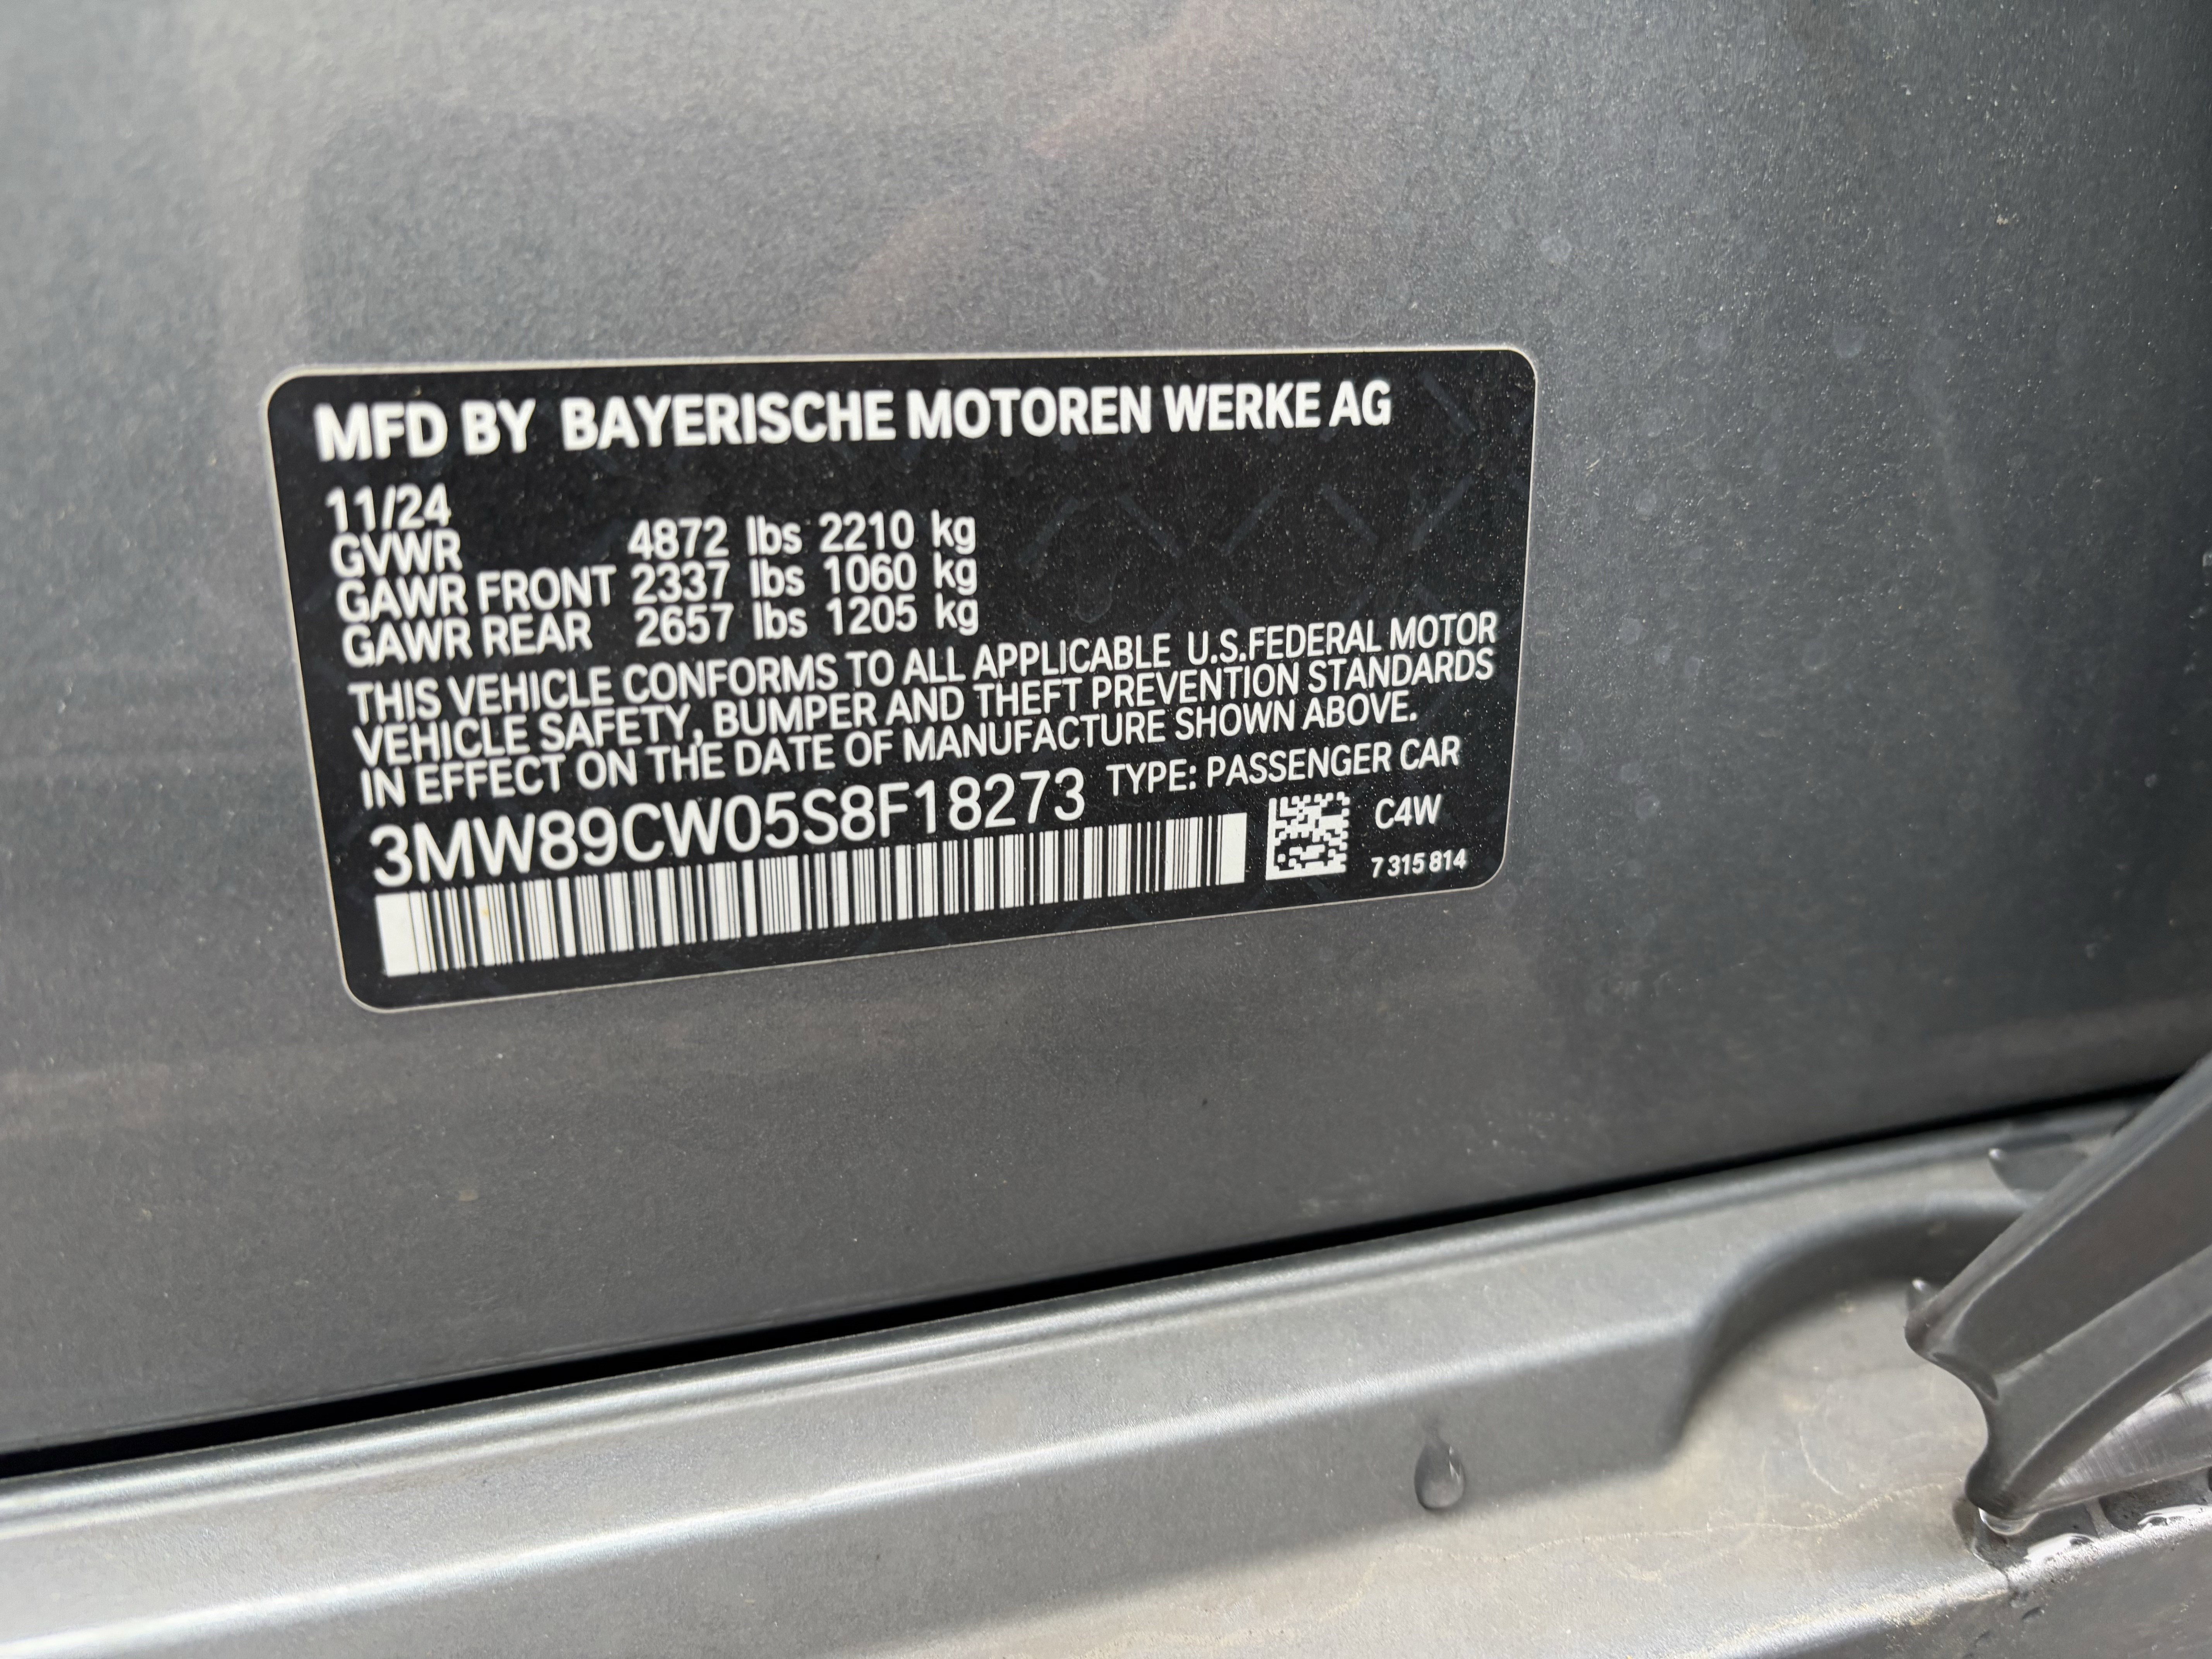 MFD BY BAYERISCHE MOTOREN WERKE AG
11/24
GVWR 4872 lbs 2210 kg
GAWR FRONT 2337 lbs 1060 kg
GAWR REAR 2657 lbs 1205 kg
THIS VEHICLE CONFORMS TO ALL APPLICABLE U.S.FEDERAL MOTOR
VEHICLE SAFETY, BUMPER AND THEFT PREVENTION STANDARDS
IN EFFECT ON THE DATE OF MANUFACTURE SHOWN ABOVE.
3MW89CW05S8F18273 TYPE: PASSENGER CAR
C4W
7 315 814